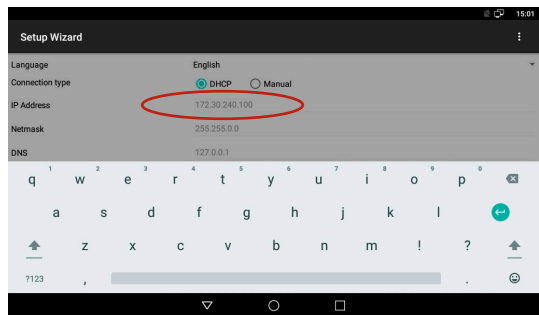 15:01
Setup Wizard
Language English
Connection type DHCP Manual
IP Address 172.30.240.100
Netmask 255.255.0.0
DNS 127.0.0.1
1 2 3 4 5 6 7 8 9 0
q w e r t y u i o p
a s d f g h j k l
z x c v b n m ! ?
?123 , .